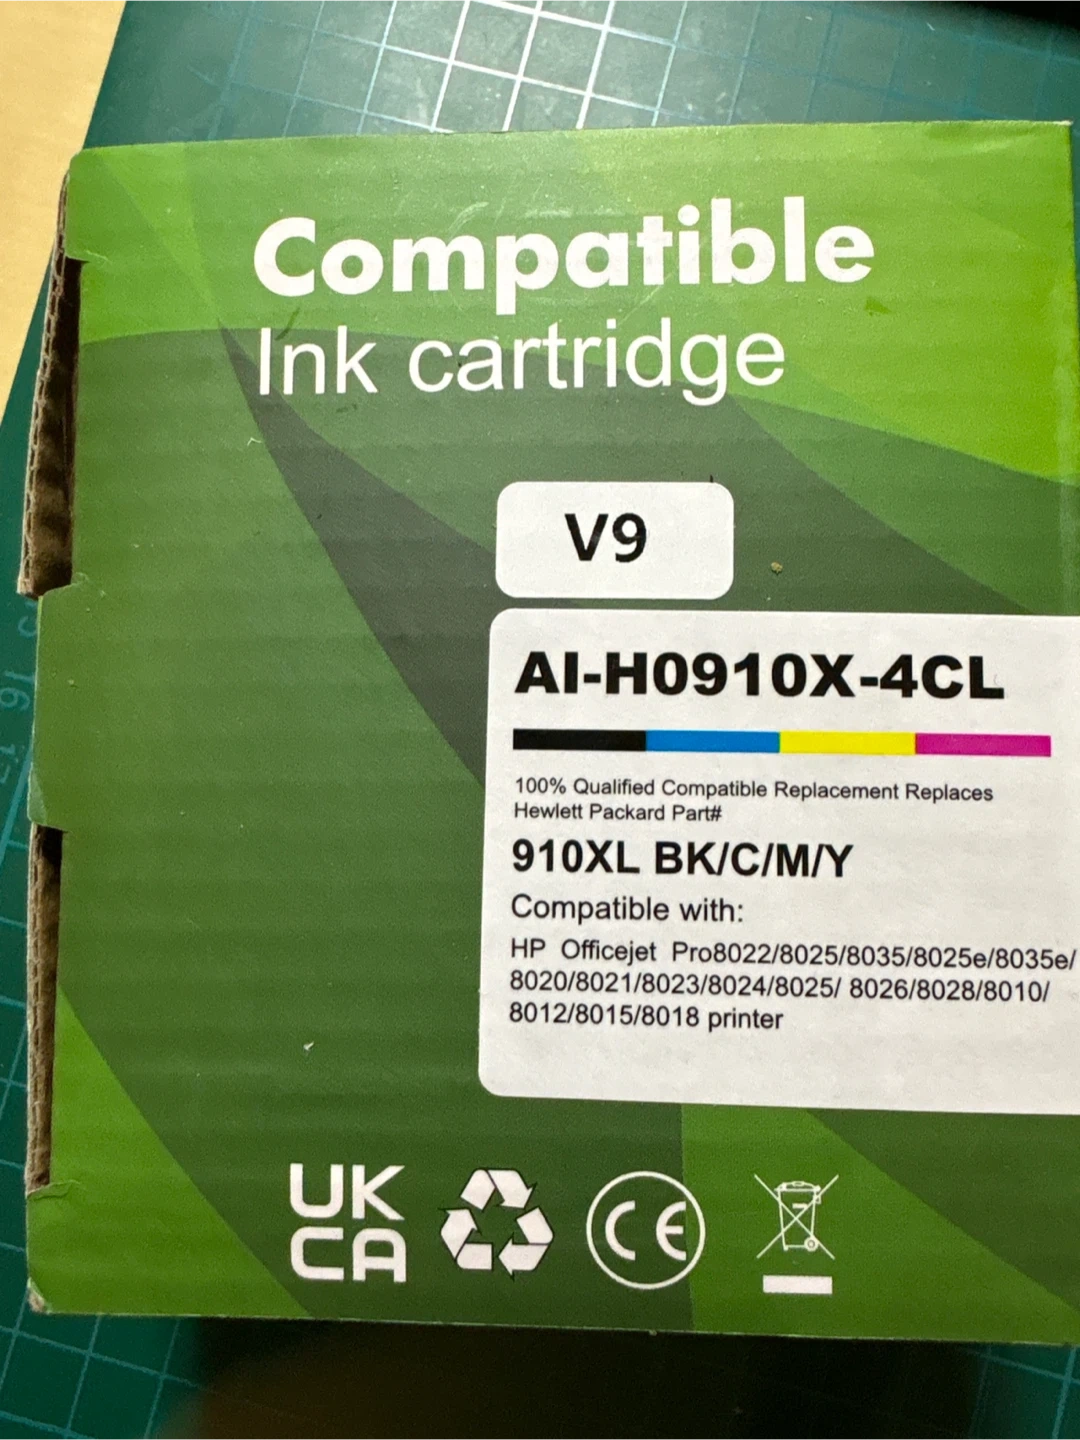 Compatible
Ink cartridge
V9
AI-H0910X-4CL
100% Qualified Compatible Replacement Replaces
Hewlett Packard Part#
910XL BK/C/M/Y
Compatible with:
HP Officejet Pro8022/8025/8035/8025e/8035e/
8020/8021/8023/8024/8025/ 8026/8028/8010/
8012/8015/8018 printer
UK
CA
CE
16